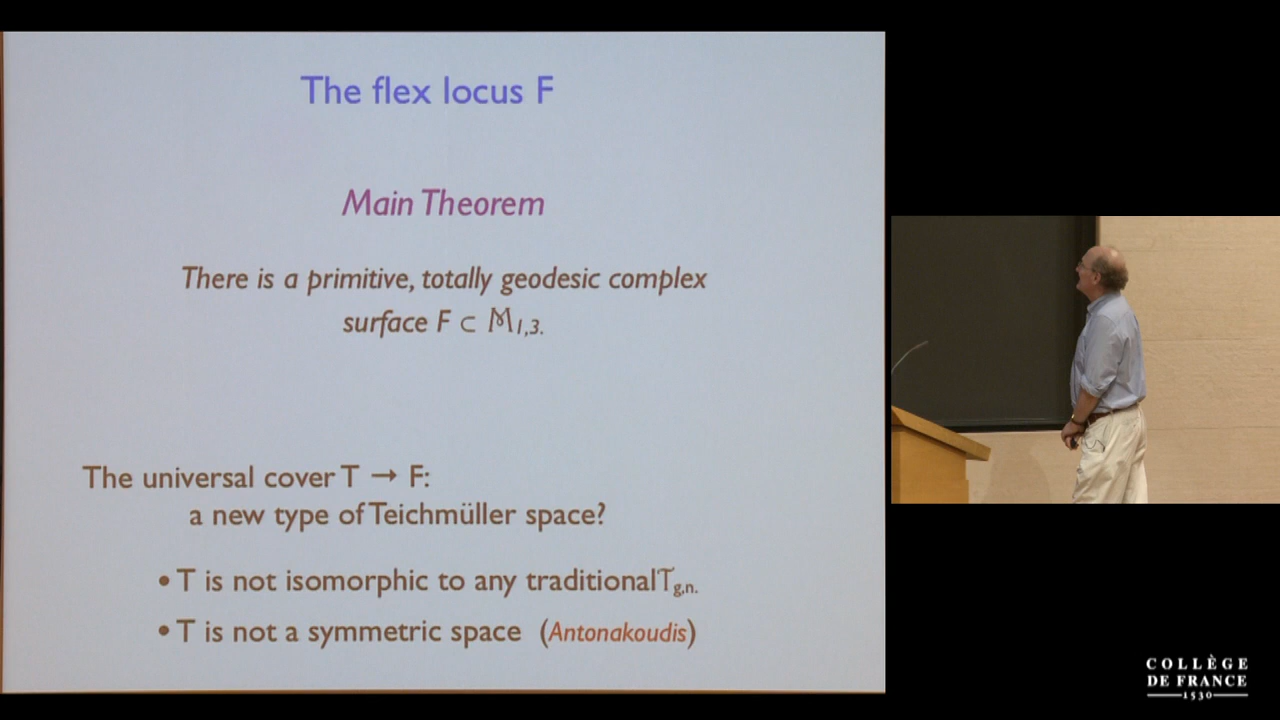 The flex locus F
Main Theorem
There is a primitive, totally geodesic complex
surface F ⊂ M1,3.
The universal cover T → F:
a new type of Teichmüller space?
• T is not isomorphic to any traditional Tg,n.
• T is not a symmetric space (Antonakoudis)
COLLÈGE
DE FRANCE
1530